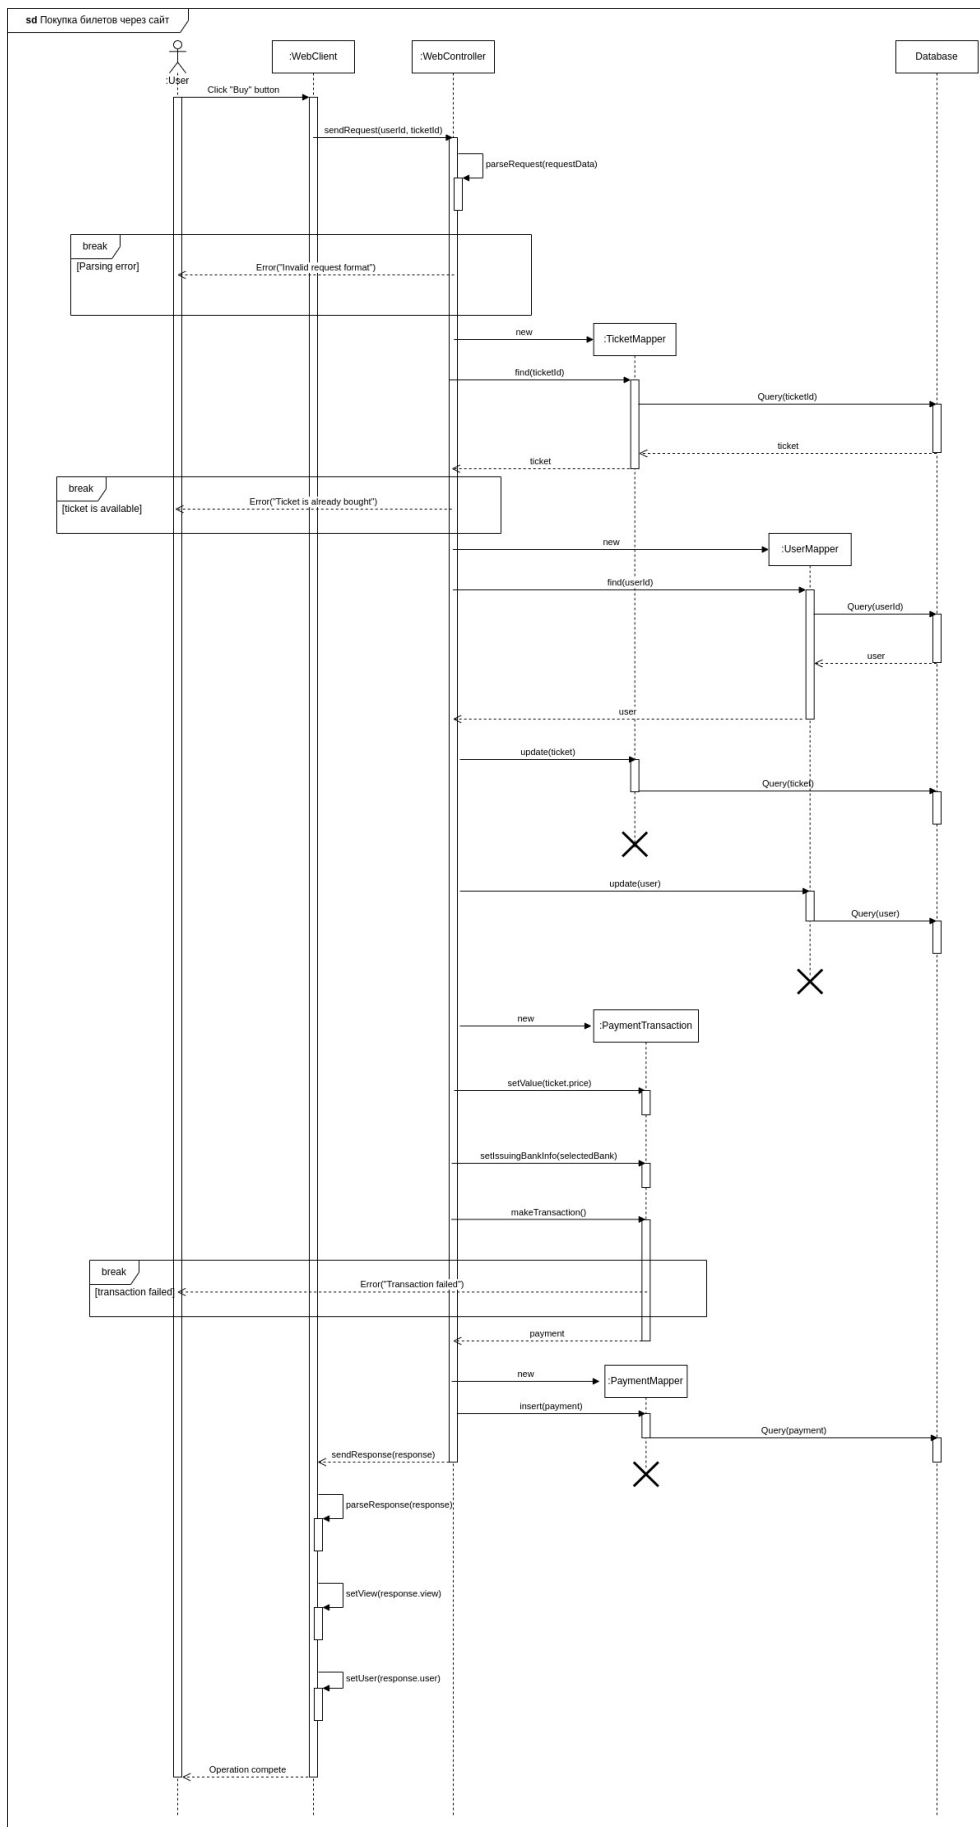 sd Покупка билетов через сайт
:User
:WebClient
:WebController
Database
Click "Buy" button
sendRequest(userId, ticketId)
parseRequest(requestData)
break
[Parsing error]
Error("Invalid request format")
new
:TicketMapper
find(ticketId)
Query(ticketId)
ticket
ticket
break
[ticket is available]
Error("Ticket is already bought")
new
:UserMapper
find(userId)
Query(userId)
user
user
update(ticket)
Query(ticket)
update(user)
Query(user)
new
:PaymentTransaction
setValue(ticket.price)
setIssuingBankInfo(selectedBank)
makeTransaction()
break
[transaction failed]
Error("Transaction failed")
payment
new
:PaymentMapper
insert(payment)
Query(payment)
sendResponse(response)
parseResponse(response)
setView(response.view)
setUser(response.user)
Operation compete